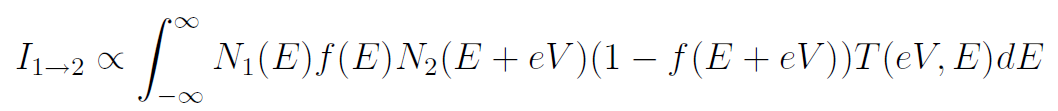 I_{1→2} ∝ ∫_{-∞}^{∞} N_1(E)f(E)N_2(E + eV)(1 − f(E + eV))T(eV, E)dE